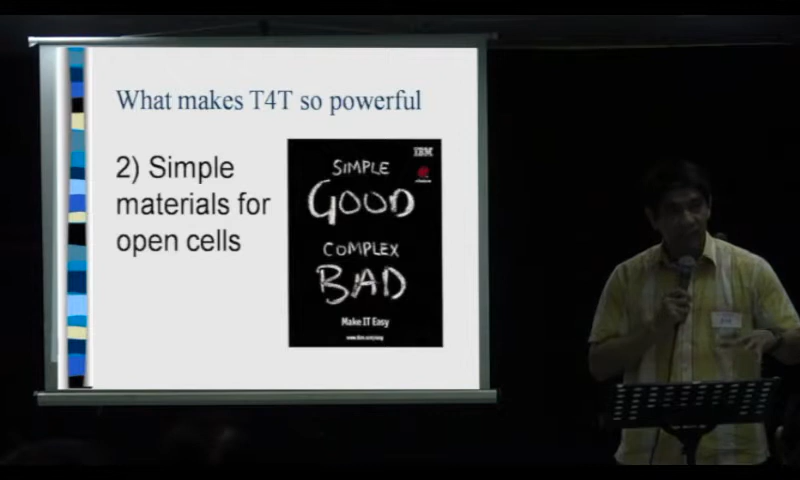 What makes T4T so powerful
2) Simple
materials for
open cells
IBM
SIMPLE
GOOD
COMPLEX
BAD
Make IT Easy